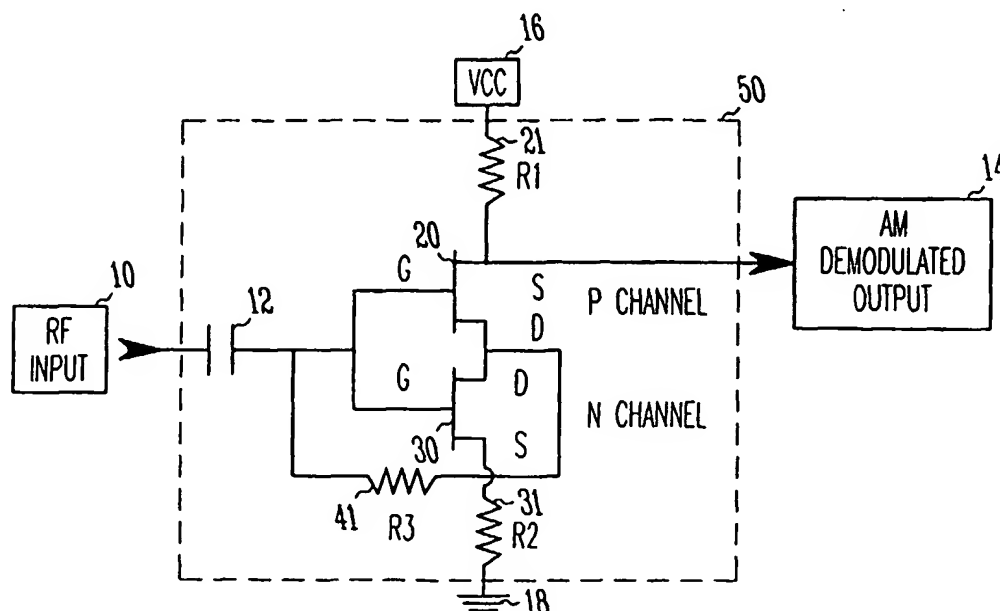 16
VCC
50
21
R1
14
20
AM
DEMODULATED
OUTPUT
G
S
P CHANNEL
10
12
D
RF
INPUT
G
D
N CHANNEL
30
S
41
31
R3
R2
18